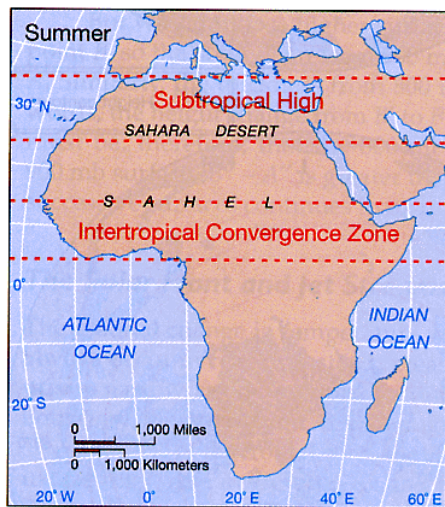 Summer
Subtropical High
30° N
SAHARA DESERT
SAHEL
Intertropical Convergence Zone
0°
ATLANTIC
OCEAN
INDIAN
OCEAN
20° S
0 1,000 Miles
0 1,000 Kilometers
20° W 0° 20° E 40° E 60° E